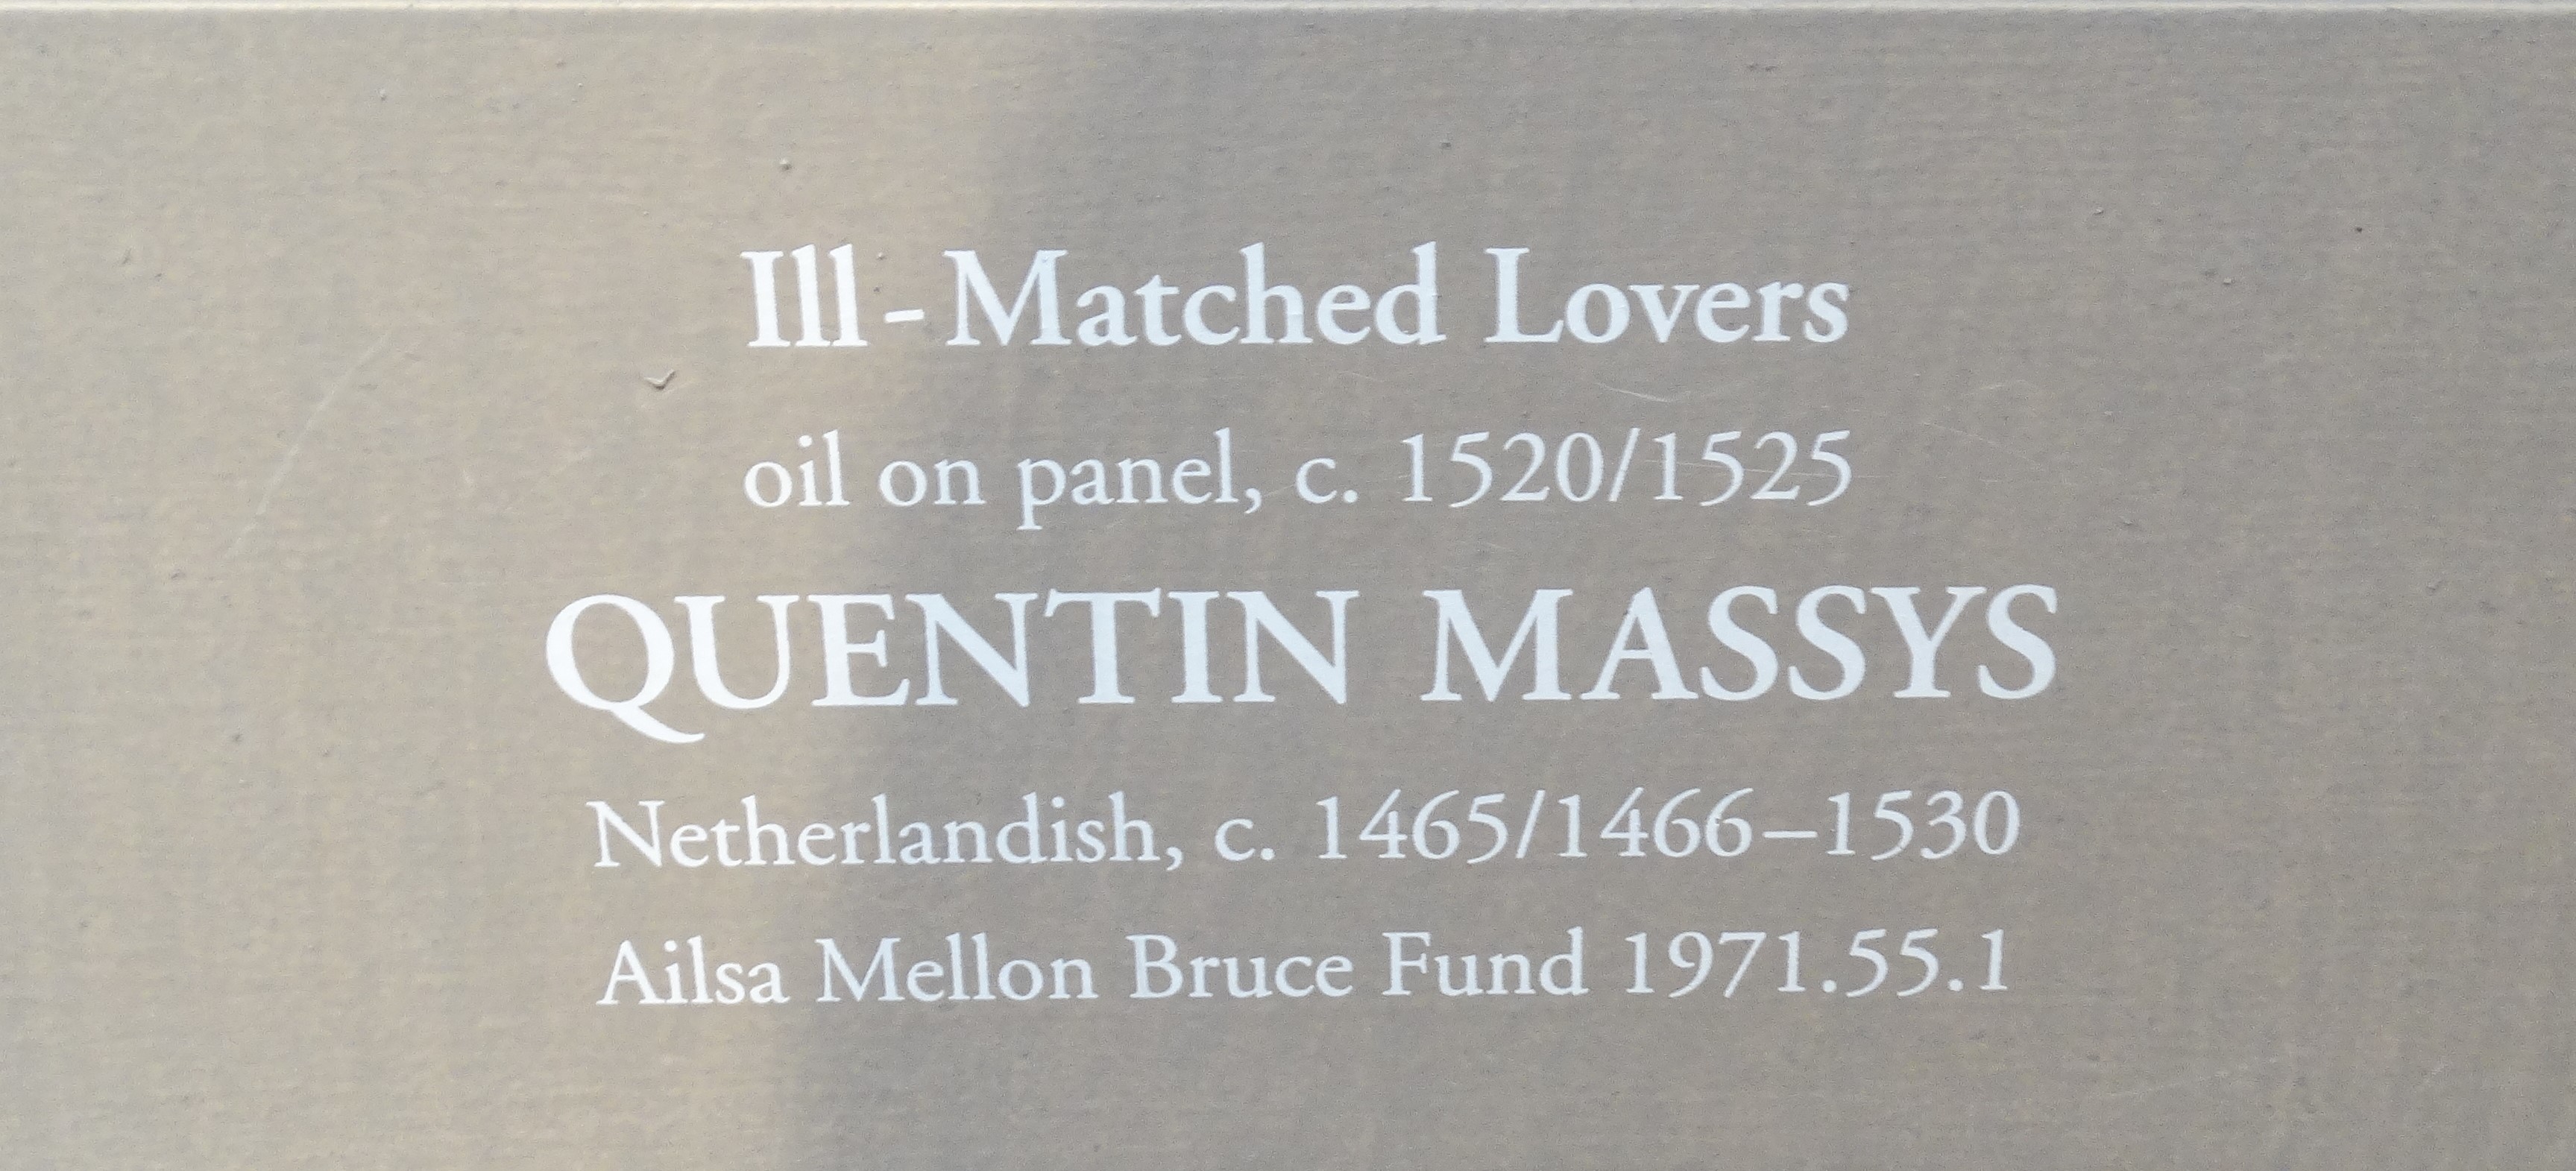 Ill-Matched Lovers
oil on panel, c. 1520/1525
QUENTIN MASSYS
Netherlandish, c. 1465/1466–1530
Ailsa Mellon Bruce Fund 1971.55.1